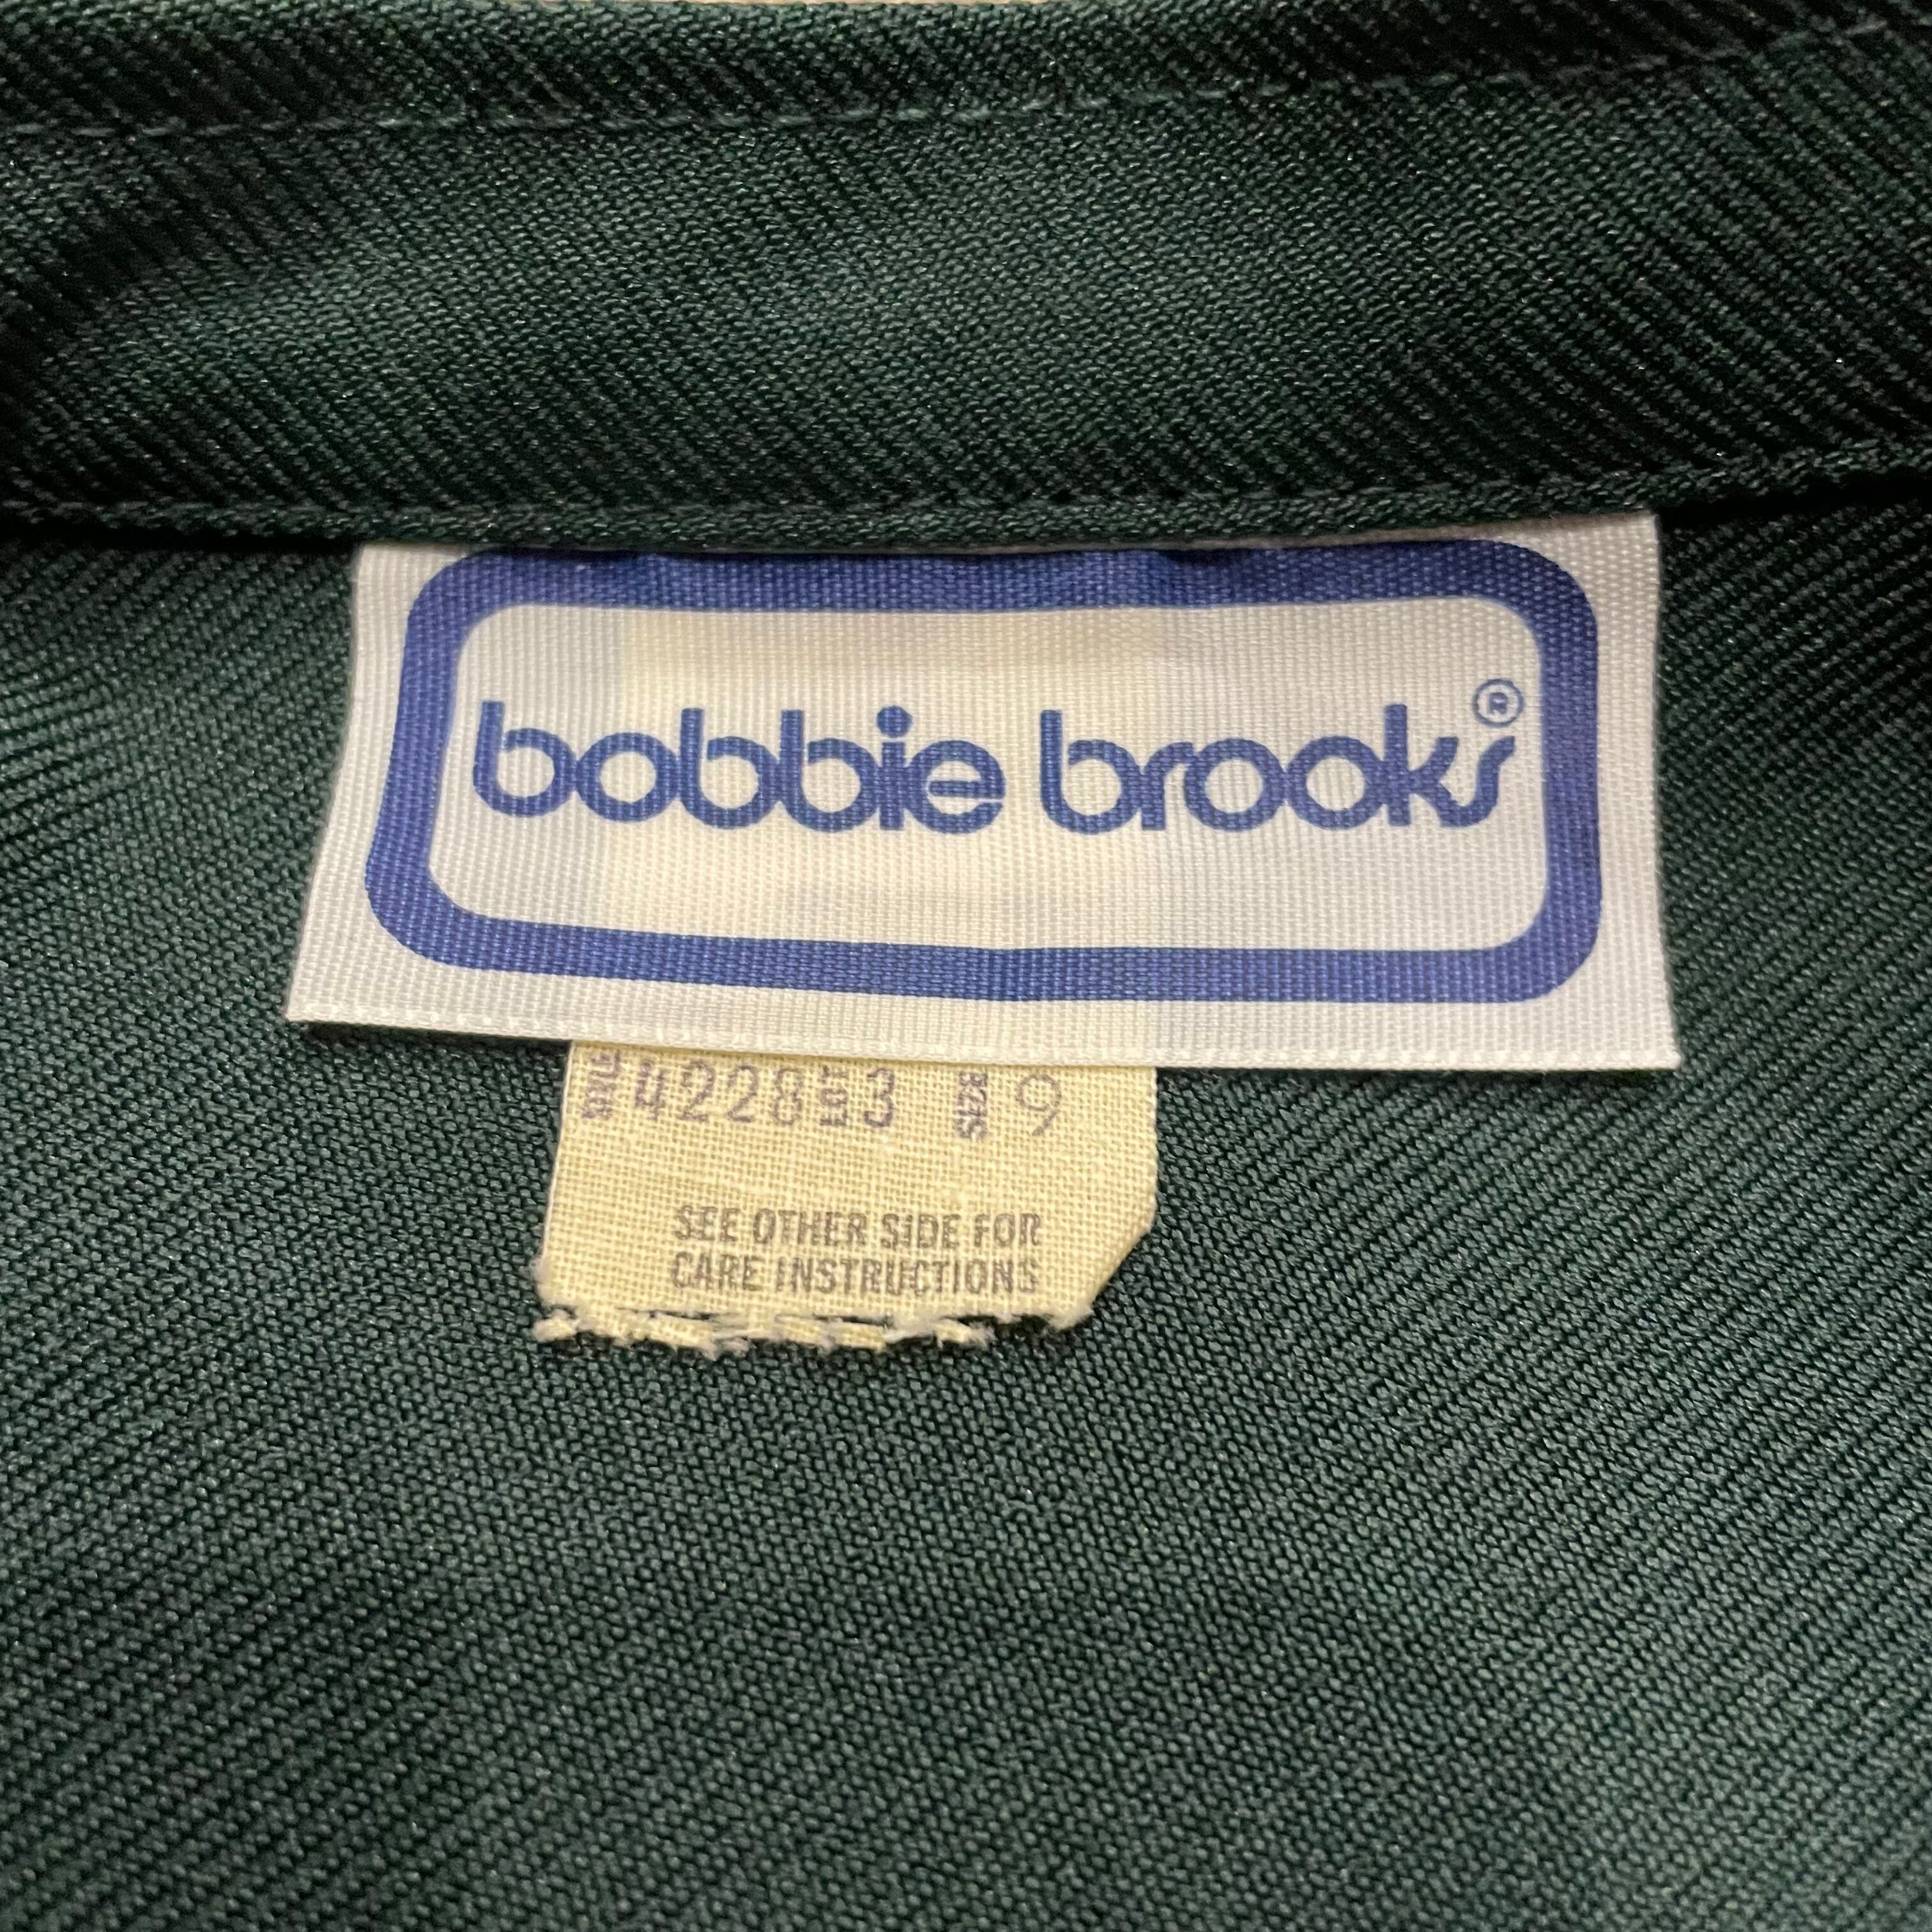 bobbie brooks®
STYLE 4228 LOT 3 SIZE 9
SEE OTHER SIDE FOR
CARE INSTRUCTIONS